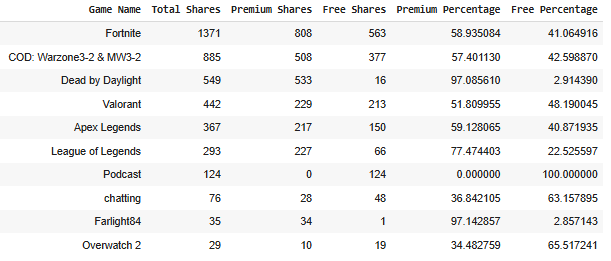 Game Name Total Shares Premium Shares Free Shares Premium Percentage Free Percentage
Fortnite 1371 808 563 58.935084 41.064916
COD: Warzone3-2 & MW3-2 885 508 377 57.401130 42.598870
Dead by Daylight 549 533 16 97.085610 2.914390
Valorant 442 229 213 51.809955 48.190045
Apex Legends 367 217 150 59.128065 40.871935
League of Legends 293 227 66 77.474403 22.525597
Podcast 124 0 124 0.000000 100.000000
chatting 76 28 48 36.842105 63.157895
Farlight84 35 34 1 97.142857 2.857143
Overwatch 2 29 10 19 34.482759 65.517241